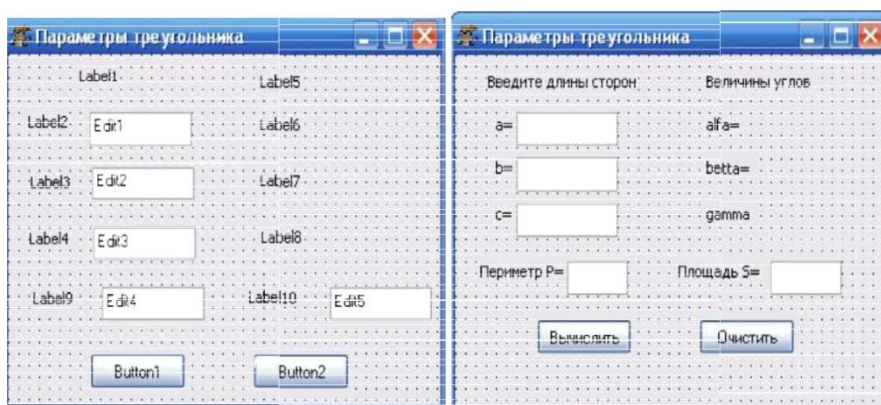 Параметры треугольника
Label1 Label5
Label2 Edit1 Label6
Label3 Edit2 Label7
Label4 Edit3 Label8
Label9 Edit4 Label10 Edit5
Button1 Button2
Параметры треугольника
Введите длины сторон Величины углов
a= alfa=
b= betta=
c= gamma
Периметр P= Площадь S=
Вычислить Очистить